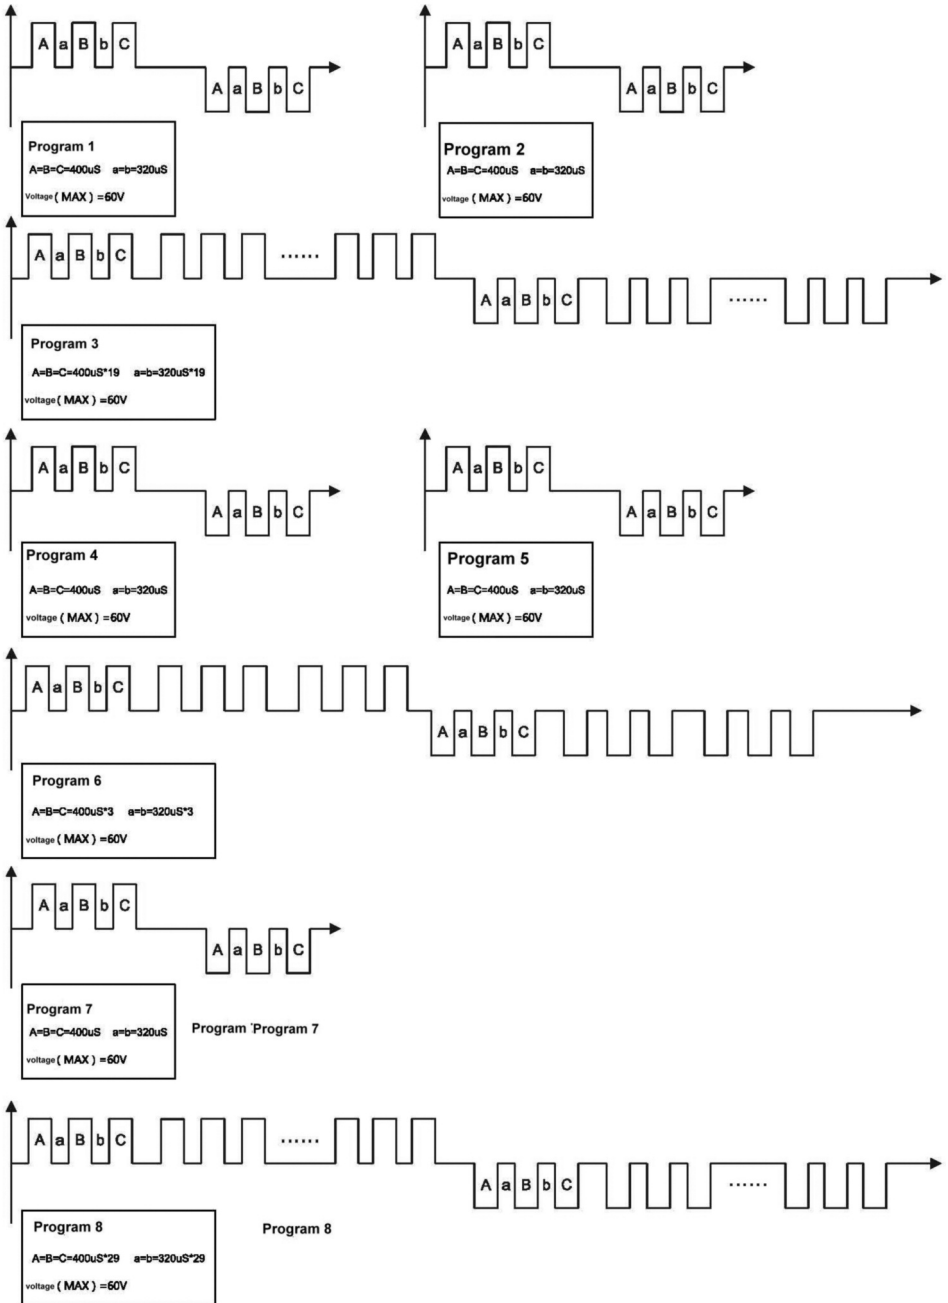 A a B b C
A a B b C
Program 1
A=B=C=400uS a=b=320uS
Voltage ( MAX ) =60V
A a B b C
A a B b C
Program 2
A=B=C=400uS a=b=320uS
voltage ( MAX ) =60V
A a B b C ......
A a B b C ......
Program 3
A=B=C=400uS*19 a=b=320uS*19
voltage ( MAX ) =60V
A a B b C
A a B b C
Program 4
A=B=C=400uS a=b=320uS
voltage ( MAX ) =60V
A a B b C
A a B b C
Program 5
A=B=C=400uS a=b=320uS
voltage ( MAX ) =60V
A a B b C
A a B b C
Program 6
A=B=C=400uS*3 a=b=320uS*3
voltage ( MAX ) =60V
A a B b C
A a B b C
Program 7
A=B=C=400uS a=b=320uS
voltage ( MAX ) =60V
Program Program 7
A a B b C ......
A a B b C ......
Program 8
A=B=C=400uS*29 a=b=320uS*29
voltage ( MAX ) =60V
Program 8